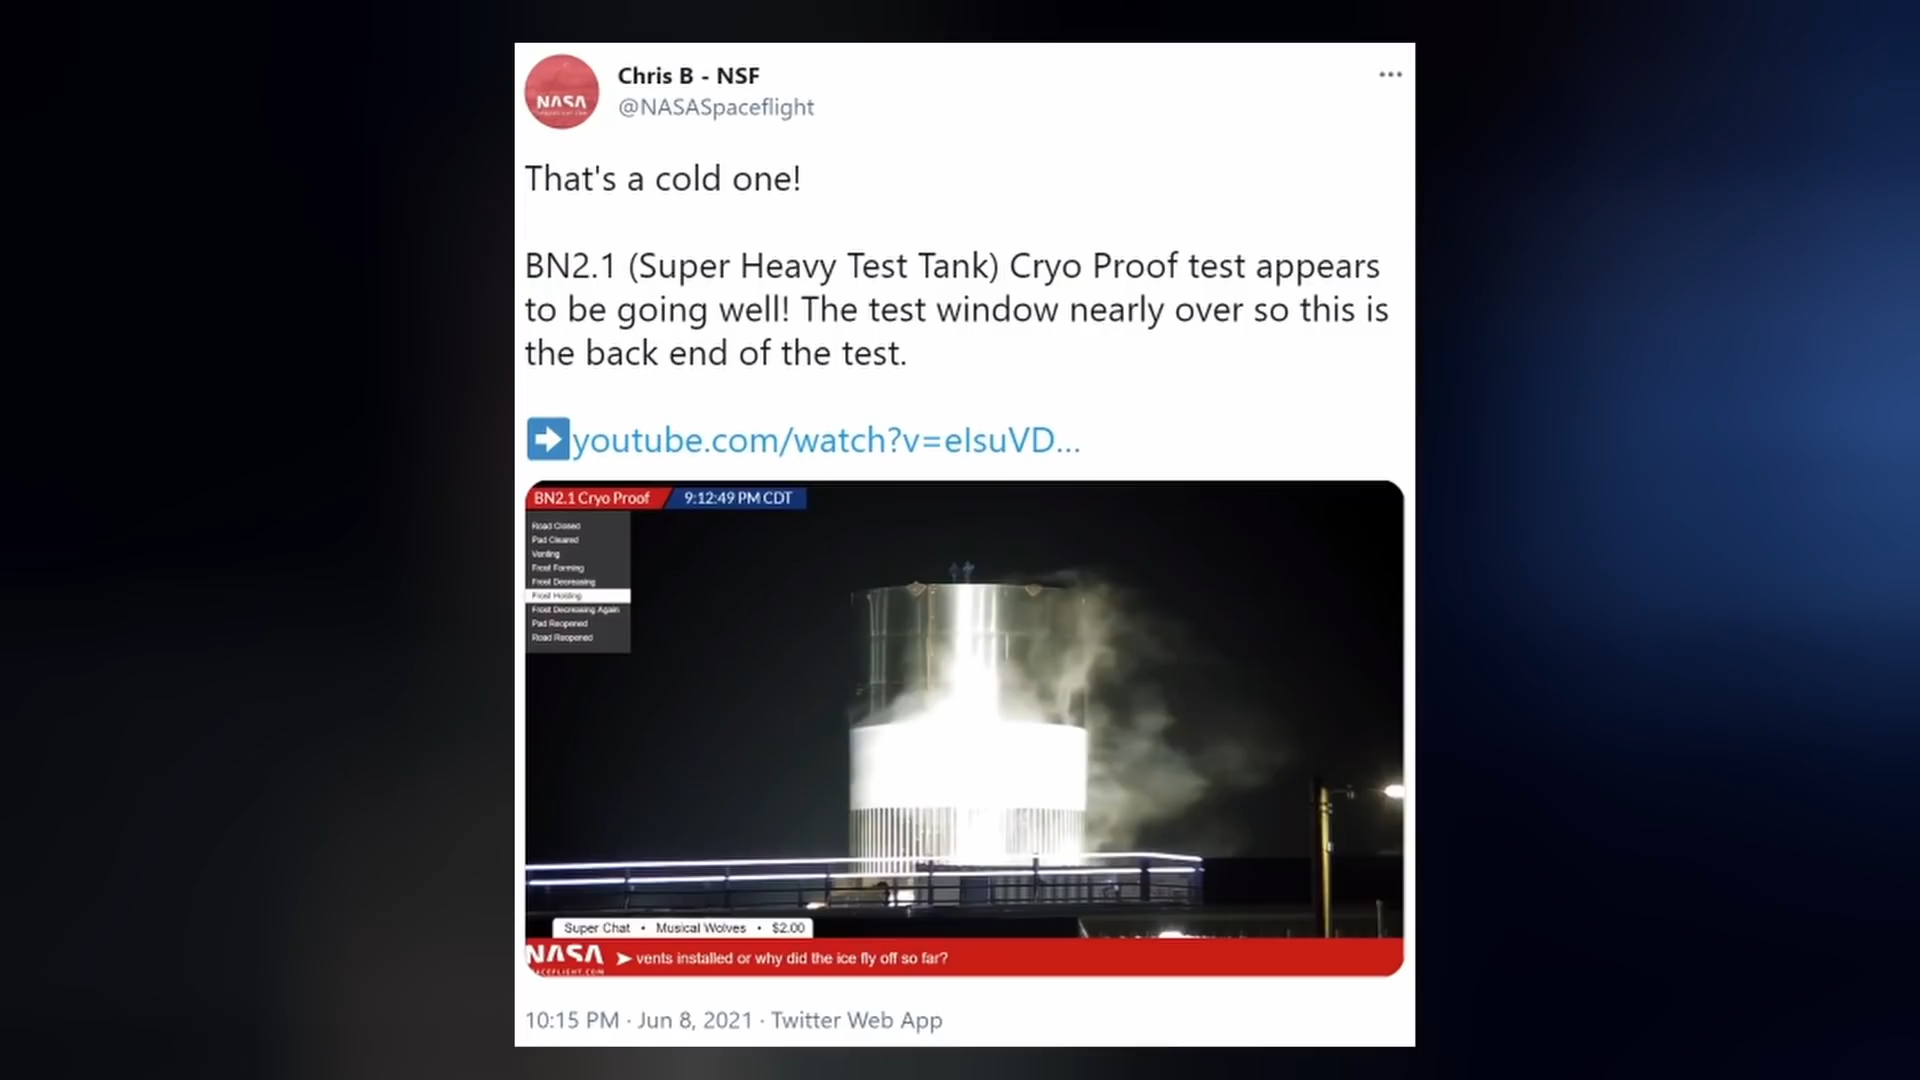 NASA
Chris B - NSF
@NASASpaceflight
That's a cold one!
BN2.1 (Super Heavy Test Tank) Cryo Proof test appears
to be going well! The test window nearly over so this is
the back end of the test.
➡youtube.com/watch?v=eIsuVD...
BN2.1 Cryo Proof 9:12:49 PM CDT
Road Closed
Pad Cleared
Venting
Frost Forming
Frost Decreasing
Frost Holding
Frost Decreasing Again
Pad Reopened
Road Reopened
Super Chat • Musical Wolves • $2.00
NASA
vents installed or why did the ice fly off so far?
10:15 PM · Jun 8, 2021 · Twitter Web App